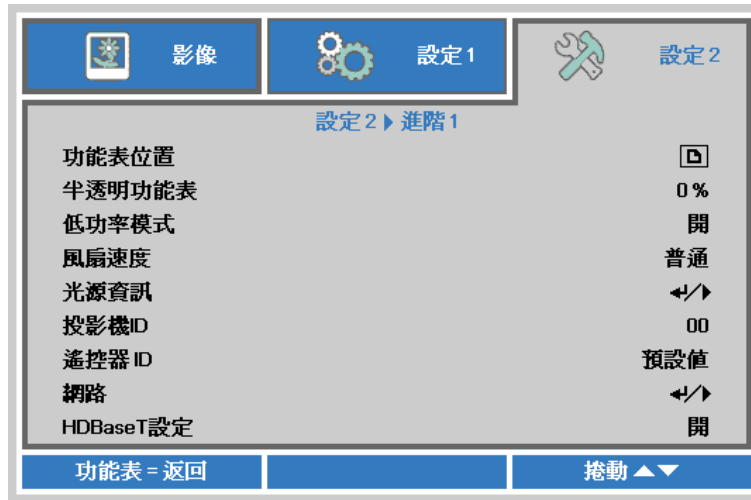 影像 設定1 設定2
設定2 ▶ 進階1
功能表位置
半透明功能表 0 %
低功率模式 開
風扇速度 普通
光源資訊 ↵/▶
投影機ID 00
遙控器 ID 預設值
網路 ↵/▶
HDBaseT設定 開
功能表 = 返回 捲動 ▲▼